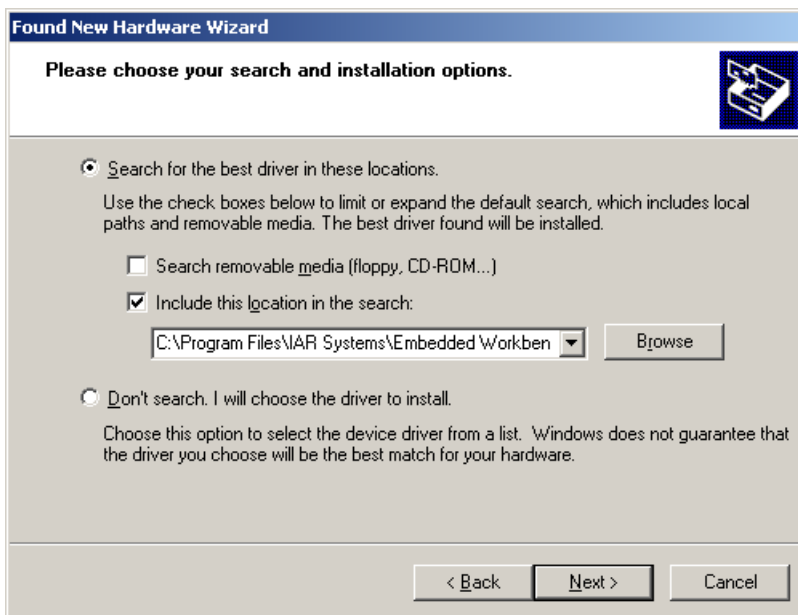 Found New Hardware Wizard
Please choose your search and installation options.
Search for the best driver in these locations.
Use the check boxes below to limit or expand the default search, which includes local
paths and removable media. The best driver found will be installed.
Search removable media (floppy, CD-ROM...)
Include this location in the search:
C:\Program Files\IAR Systems\Embedded Workben
Browse
Don't search. I will choose the driver to install.
Choose this option to select the device driver from a list. Windows does not guarantee that
the driver you choose will be the best match for your hardware.
< Back Next > Cancel